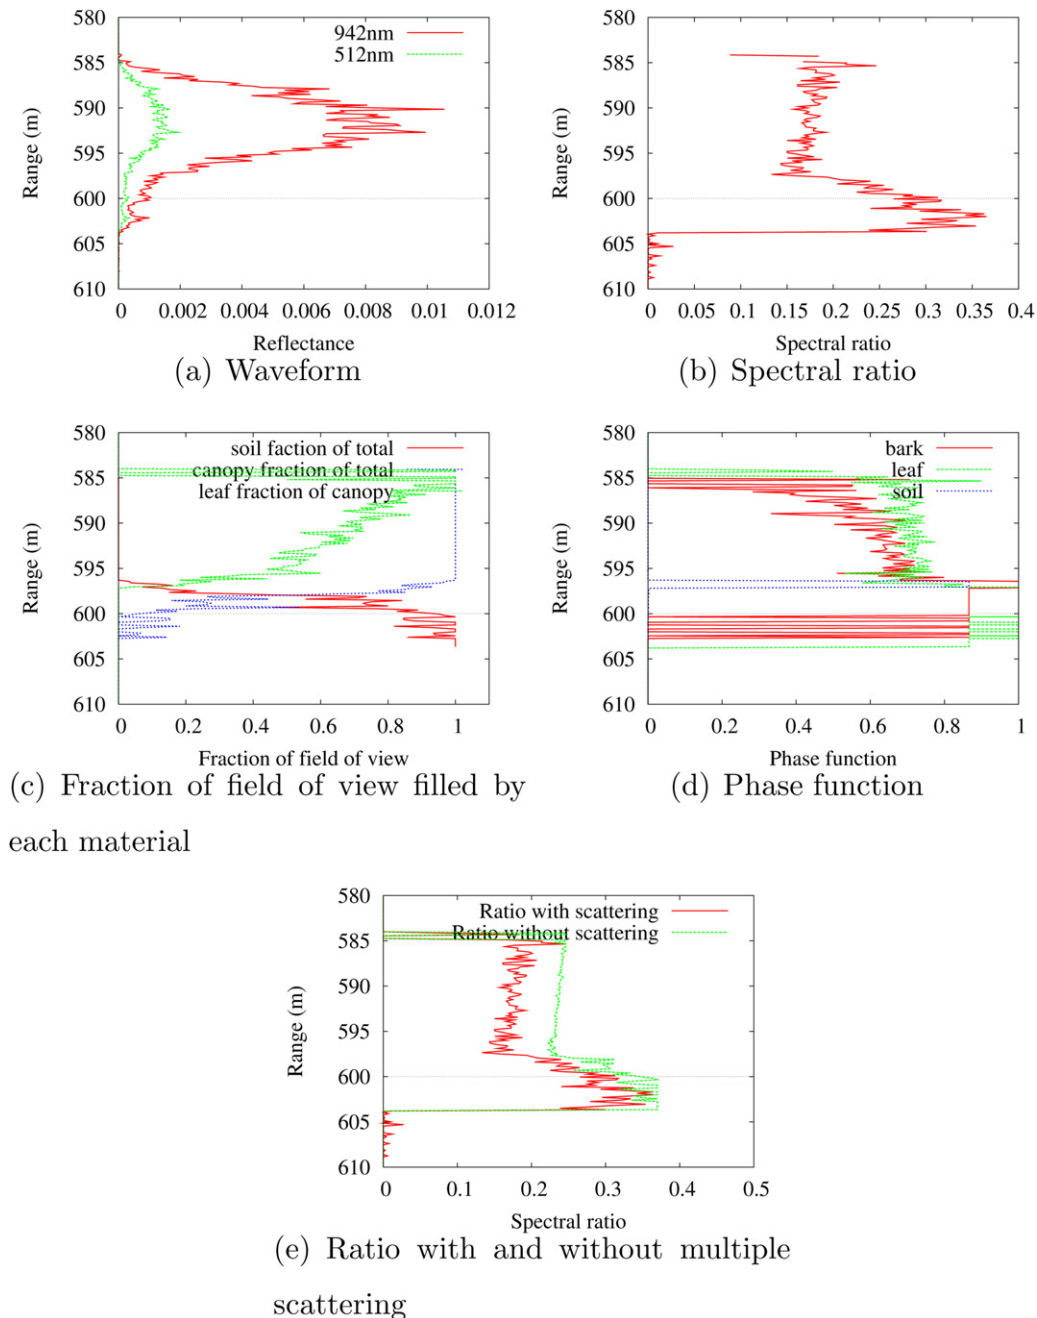 580
585
590
595
600
605
610
Range (m)
942nm
512nm
0 0.002 0.004 0.006 0.008 0.01 0.012
Reflectance
(a) Waveform
580
585
590
595
600
605
610
Range (m)
0 0.05 0.1 0.15 0.2 0.25 0.3 0.35 0.4
Spectral ratio
(b) Spectral ratio
580
585
590
595
600
605
610
Range (m)
soil faction of total
canopy fraction of total
leaf fraction of canopy
0 0.2 0.4 0.6 0.8 1
Fraction of field of view
(c) Fraction of field of view filled by
each material
580
585
590
595
600
605
610
Range (m)
bark
leaf
soil
0 0.2 0.4 0.6 0.8 1
Phase function
(d) Phase function
580
585
590
595
600
605
610
Range (m)
Ratio with scattering
Ratio without scattering
0 0.1 0.2 0.3 0.4 0.5
Spectral ratio
(e) Ratio with and without multiple
scattering